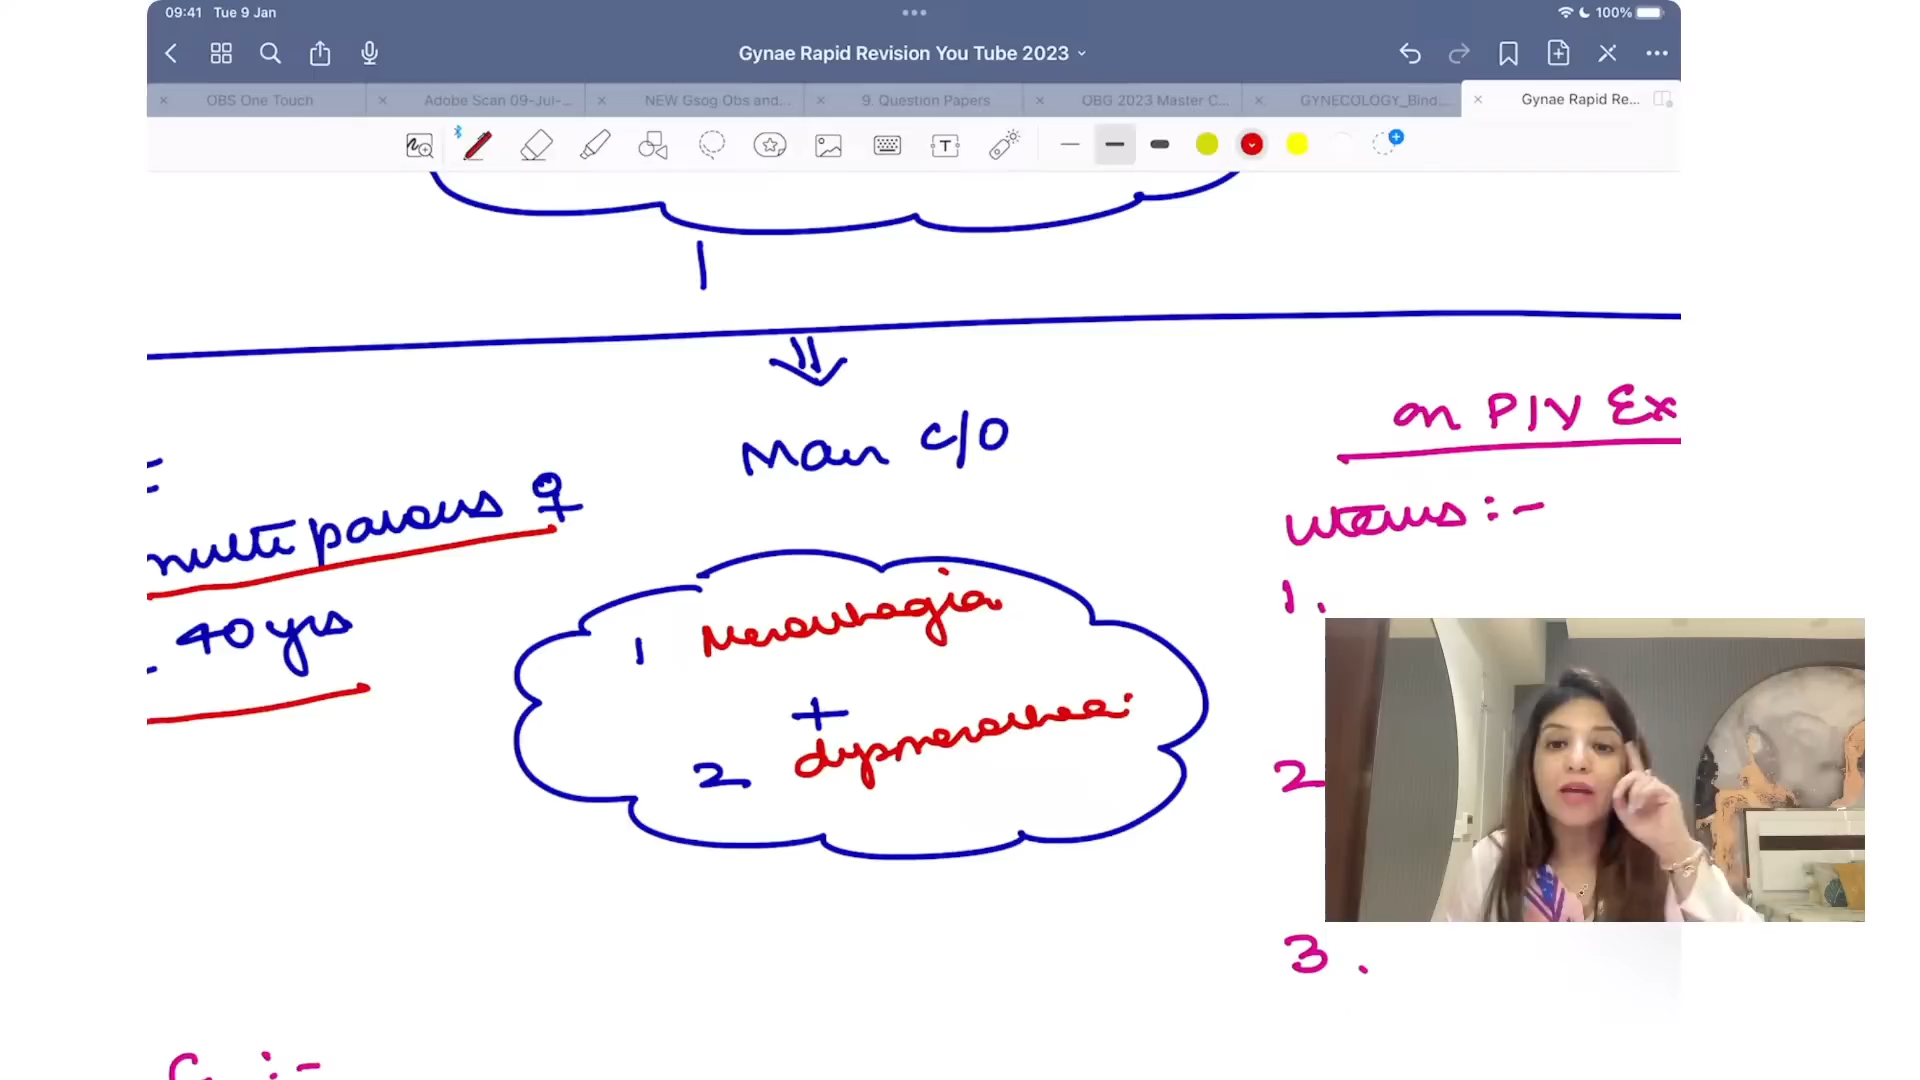 09:41 Tue 9 Jan
100%
Gynae Rapid Revision You Tube 2023
OBS One Touch
Adobe Scan 09-Jul-...
NEW Gsog Obs and...
9. Question Papers
OBG 2023 Master C...
GYNECOLOGY_Bind...
Gynae Rapid Re...
Main C/O
on P/V Ex
multiparous ♀
40 yrs
Uterus :-
1 Menorrhagia
+
2 dysmenorrhea
1.
2
3.